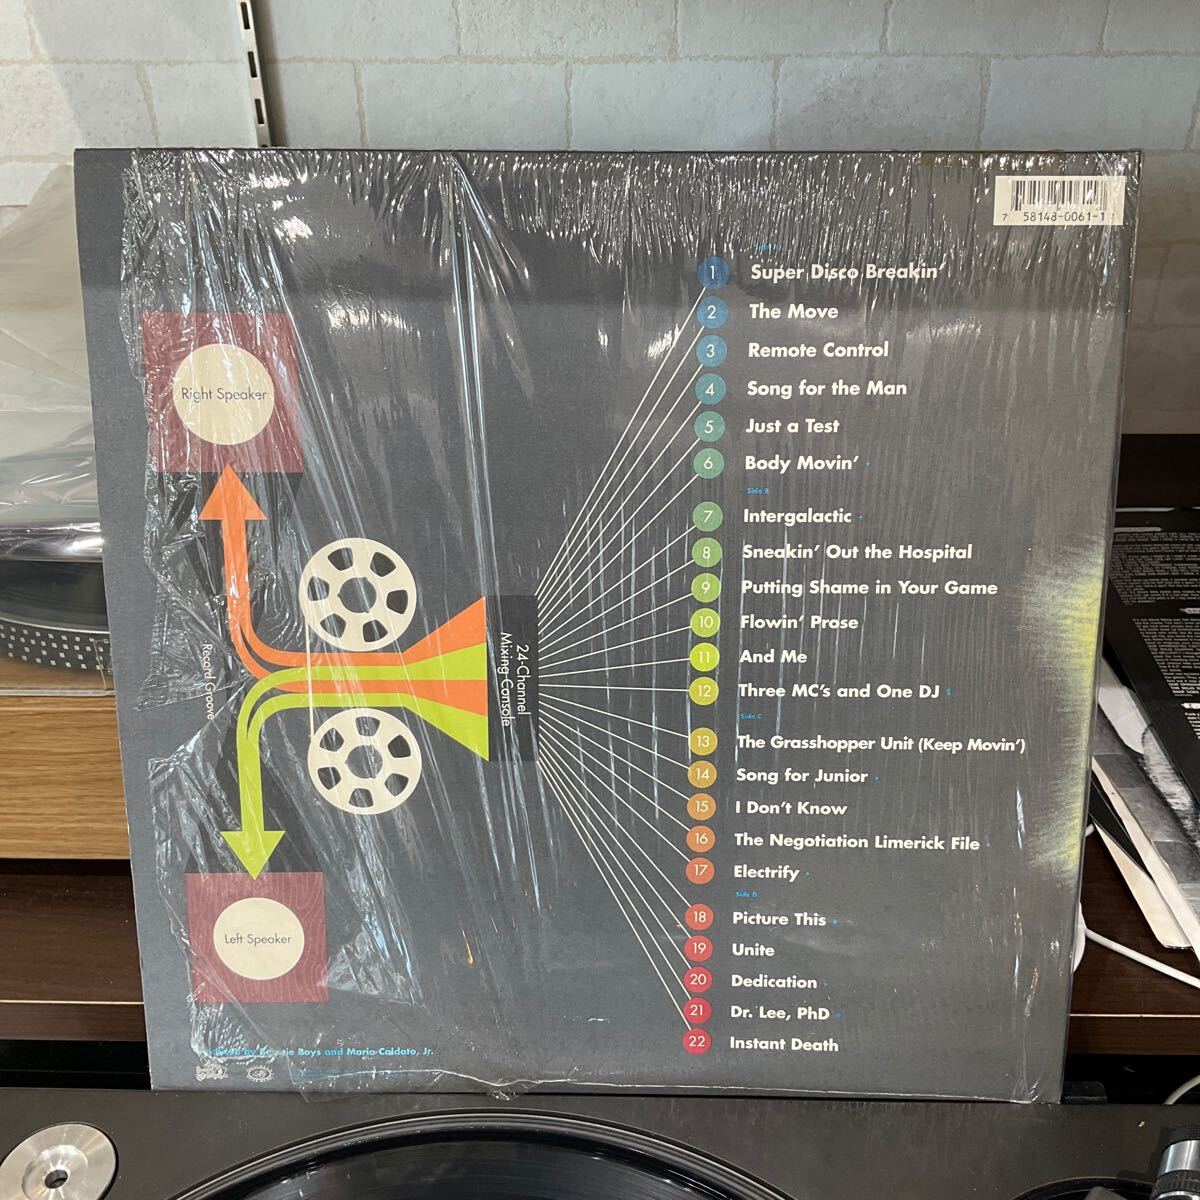 7 58148-0061-1 1
Side A
1 Super Disco Breakin'
2 The Move
3 Remote Control
4 Song for the Man
5 Just a Test
6 Body Movin'
Side B
7 Intergalactic
8 Sneakin' Out the Hospital
9 Putting Shame in Your Game
10 Flowin' Prose
11 And Me
12 Three MC's and One DJ
Side C
13 The Grasshopper Unit (Keep Movin')
14 Song for Junior
15 I Don't Know
16 The Negotiation Limerick File
17 Electrify
Side D
18 Picture This
19 Unite
20 Dedication
21 Dr. Lee, PhD
22 Instant Death
Right Speaker
Record Groove
24-Channel
Mixing Console
Left Speaker
by Boys and Mario Caldato, Jr.